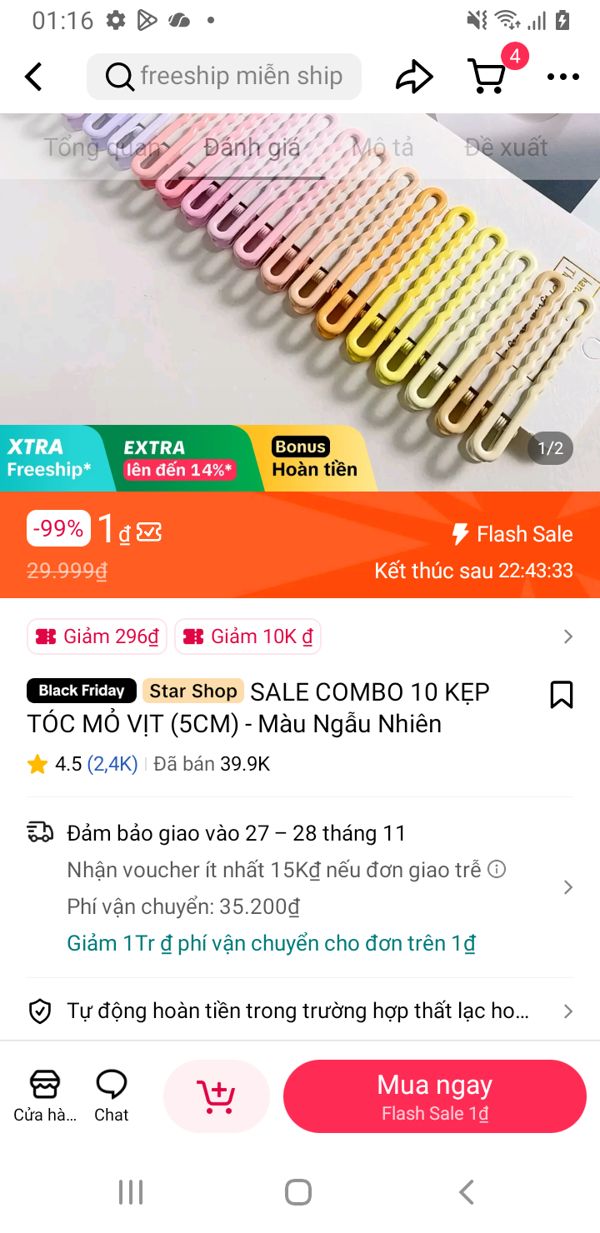 01:16
4
freeship miễn ship
Tổng quan Đánh giá Mô tả Đề xuất
XTRA
Freeship*
EXTRA
lên đến 14%*
Bonus
Hoàn tiền
1/2
-99% 1₫
Flash Sale
29.999₫
Kết thúc sau 22:43:33
Giảm 296₫ Giảm 10K ₫
Black Friday Star Shop SALE COMBO 10 KẸP
TÓC MỎ VỊT (5CM) - Màu Ngẫu Nhiên
4.5 (2,4K) Đã bán 39.9K
Đảm bảo giao vào 27 – 28 tháng 11
Nhận voucher ít nhất 15K₫ nếu đơn giao trễ
Phí vận chuyển: 35.200₫
Giảm 1Tr ₫ phí vận chuyển cho đơn trên 1₫
Tự động hoàn tiền trong trường hợp thất lạc ho...
Cửa hà...
Chat
Mua ngay
Flash Sale 1₫